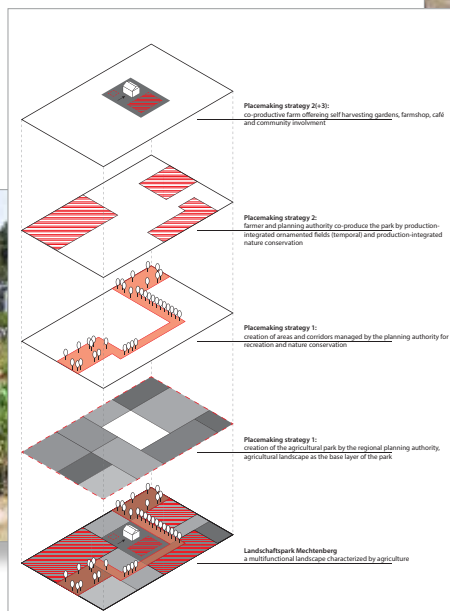 Placemaking strategy 2(+3):
co-productive farm offereing self harvesting gardens, farmshop, café
and community involvment
Placemaking strategy 2:
farmer and planning authority co-produce the park by production-
integrated ornamented fields (temporal) and production-integrated
nature conservation
Placemaking strategy 1:
creation of areas and corridors managed by the planning authority for
recreation and nature conservation
Placemaking strategy 1:
creation of the agricultural park by the regional planning authority,
agricultural landscape as the base layer of the park
Landschaftspark Mechtenberg
a multifunctional landscape characterized by agriculture